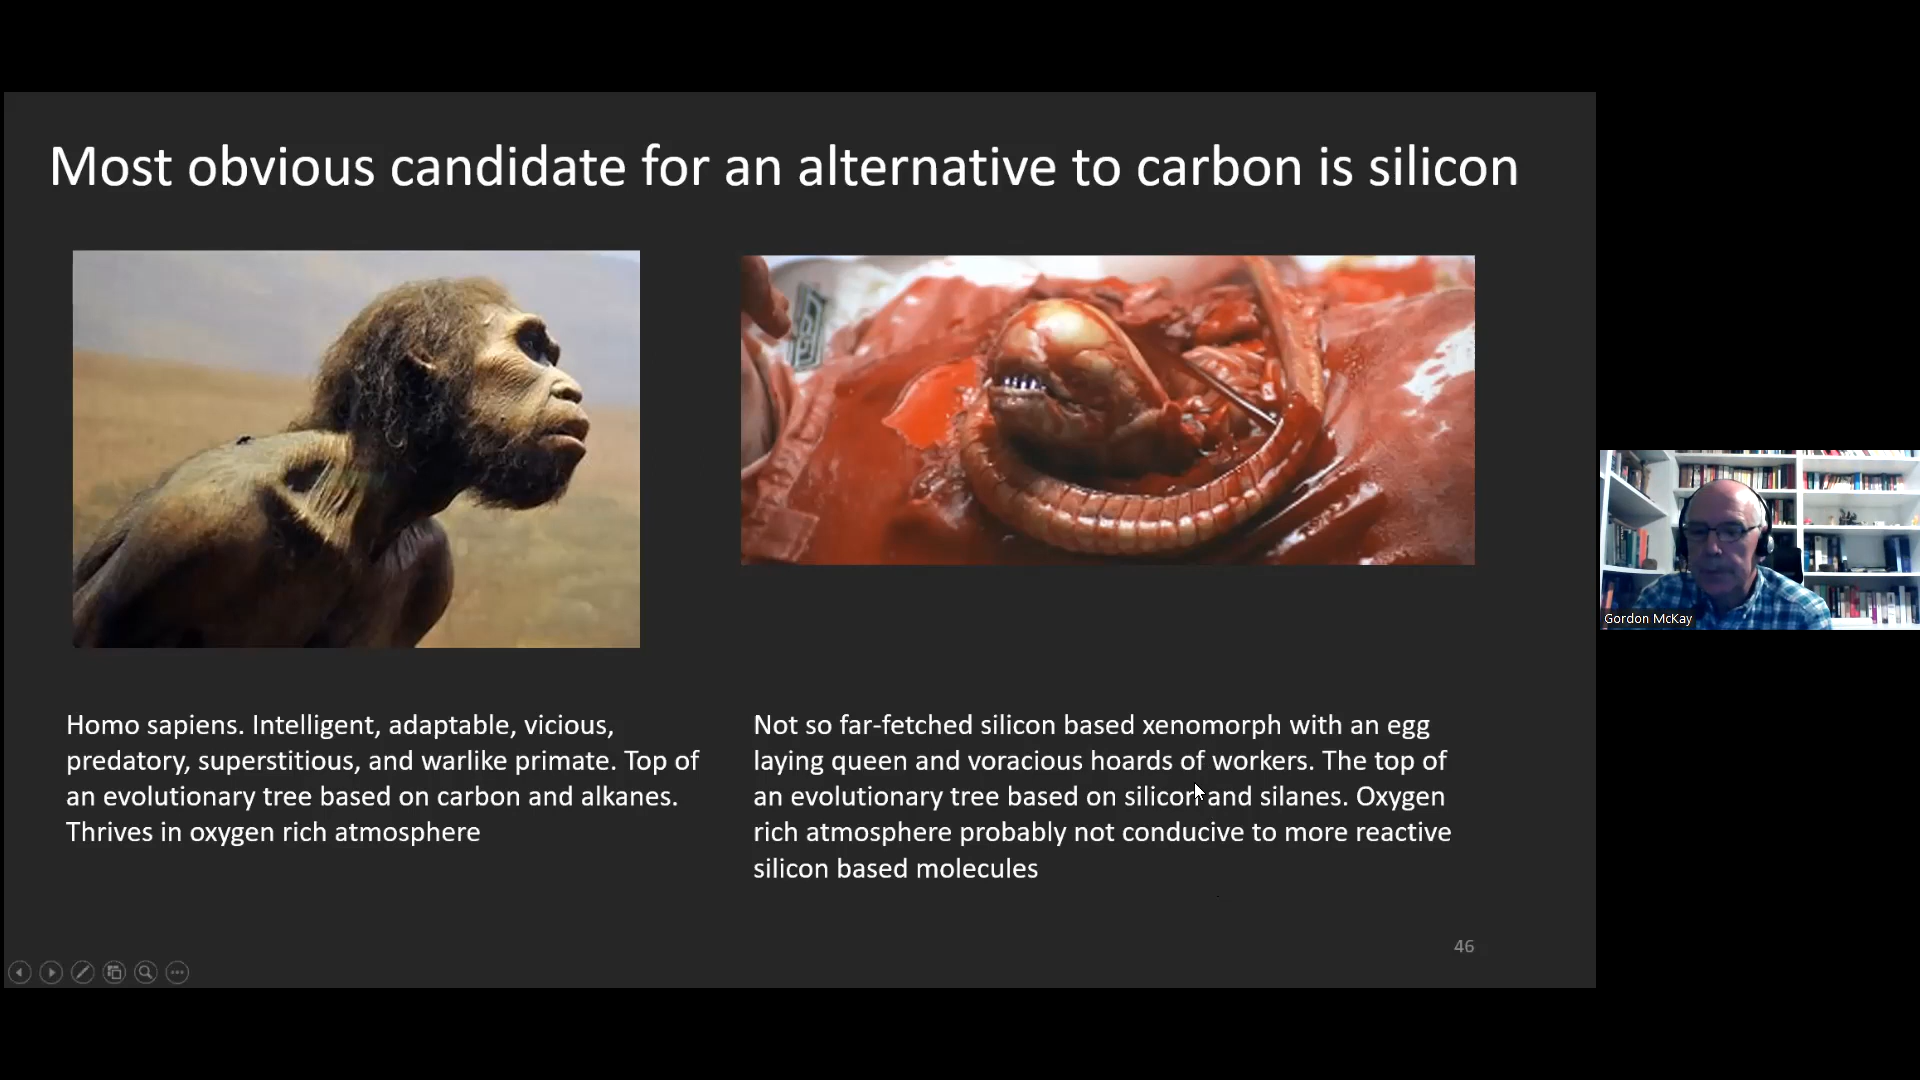 Most obvious candidate for an alternative to carbon is silicon
Homo sapiens. Intelligent, adaptable, vicious,
predatory, superstitious, and warlike primate. Top of
an evolutionary tree based on carbon and alkanes.
Thrives in oxygen rich atmosphere
Not so far-fetched silicon based xenomorph with an egg
laying queen and voracious hoards of workers. The top of
an evolutionary tree based on silicon and silanes. Oxygen
rich atmosphere probably not conducive to more reactive
silicon based molecules
46
Gordon McKay